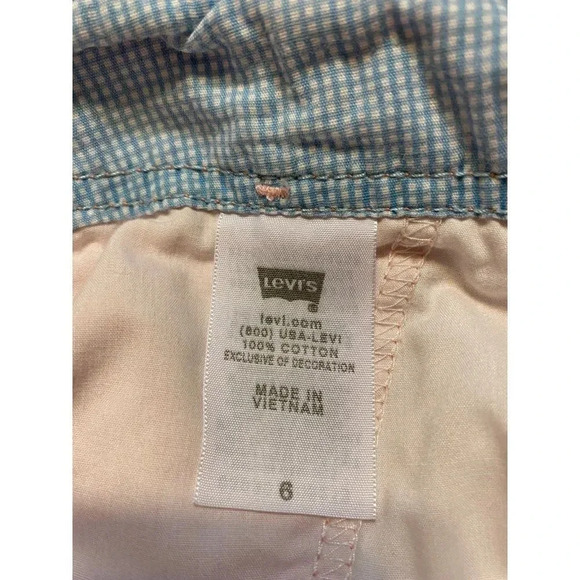 Levi's
®
levi.com
(800) USA-LEVI
100% COTTON
EXCLUSIVE OF DECORATION
MADE IN
VIETNAM
6